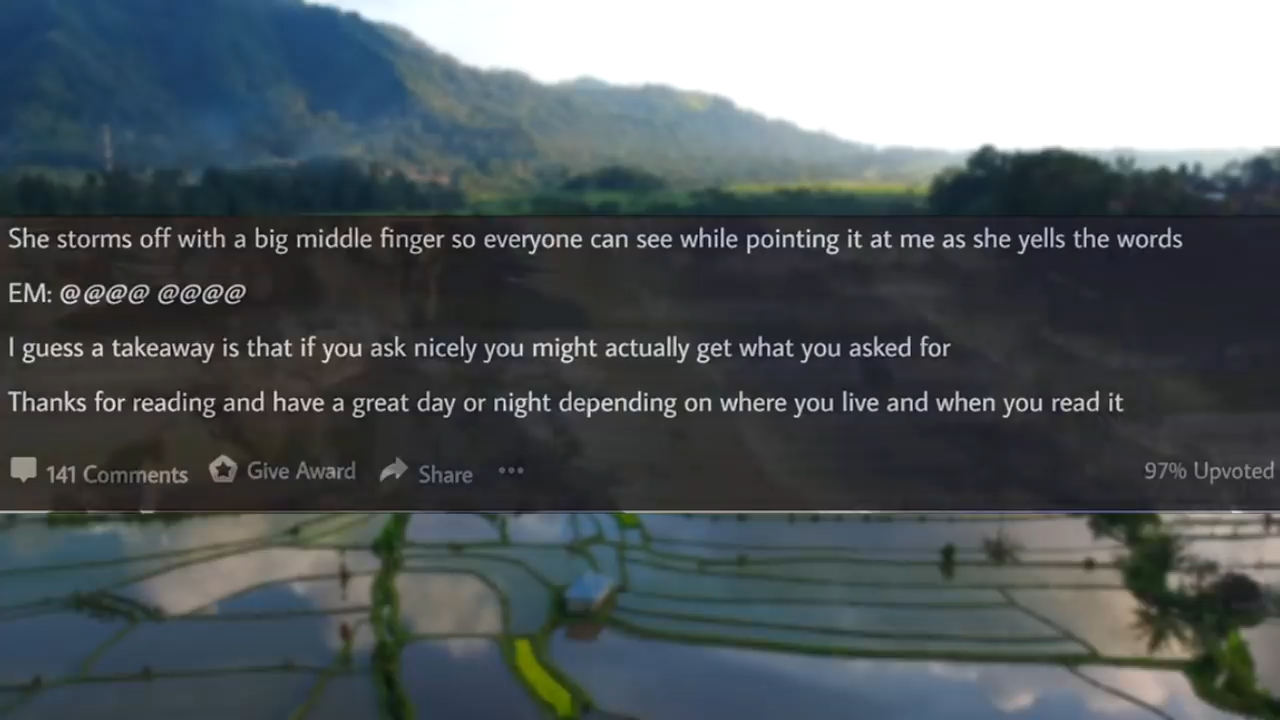 She storms off with a big middle finger so everyone can see while pointing it at me as she yells the words
EM: @@@@ @@@@
I guess a takeaway is that if you ask nicely you might actually get what you asked for
Thanks for reading and have a great day or night depending on where you live and when you read it
141 Comments Give Award Share ••• 97% Upvoted